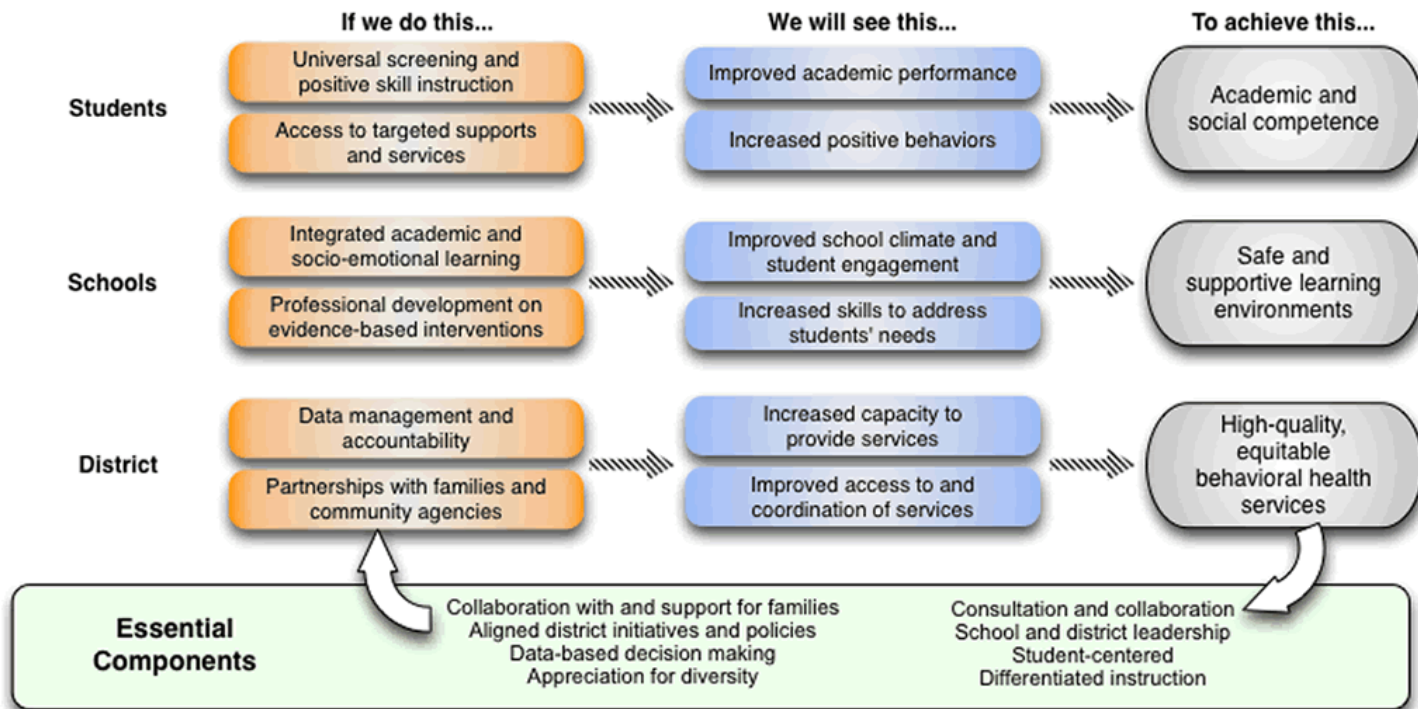 If we do this...
We will see this...
To achieve this...
Students
Universal screening and
positive skill instruction
Access to targeted supports
and services
Improved academic performance
Increased positive behaviors
Academic and
social competence
Schools
Integrated academic and
socio-emotional learning
Professional development on
evidence-based interventions
Improved school climate and
student engagement
Increased skills to address
students' needs
Safe and
supportive learning
environments
District
Data management and
accountability
Partnerships with families and
community agencies
Increased capacity to
provide services
Improved access to and
coordination of services
High-quality,
equitable
behavioral health
services
Essential
Components
Collaboration with and support for families
Aligned district initiatives and policies
Data-based decision making
Appreciation for diversity
Consultation and collaboration
School and district leadership
Student-centered
Differentiated instruction